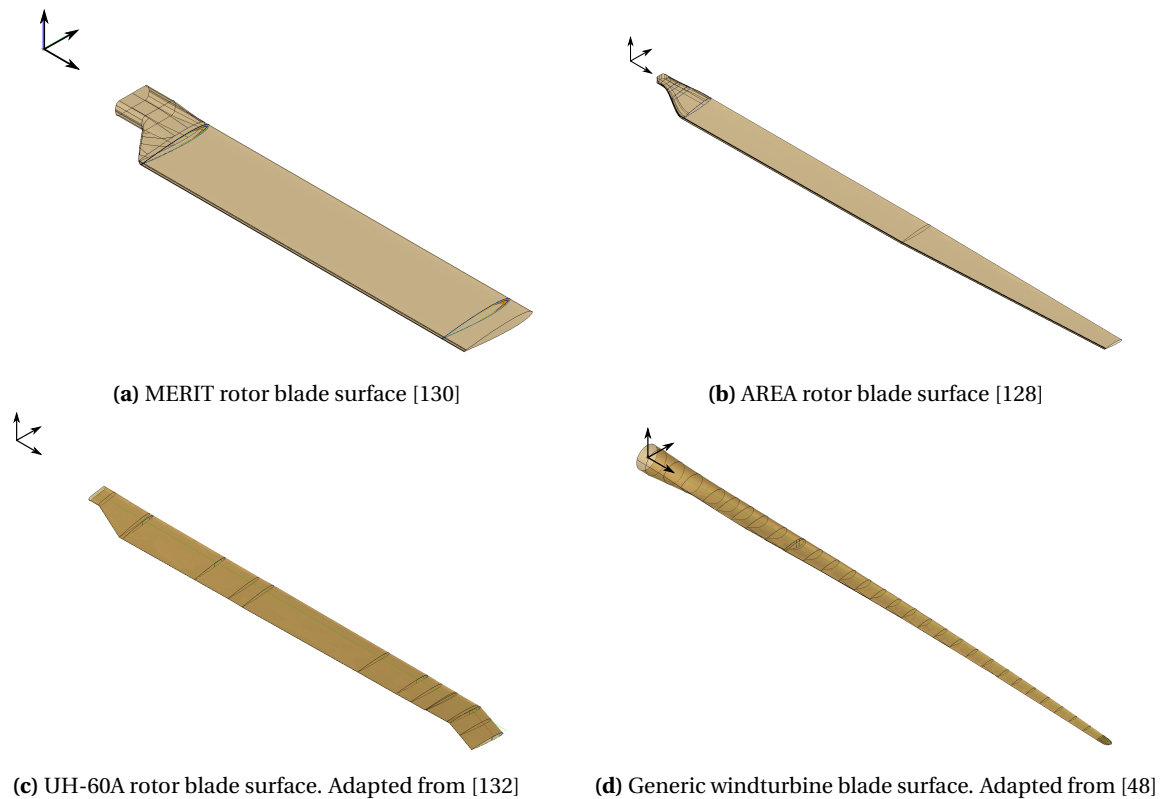 (a) MERIT rotor blade surface [130]
(b) AREA rotor blade surface [128]
(c) UH-60A rotor blade surface. Adapted from [132]
(d) Generic windturbine blade surface. Adapted from [48]